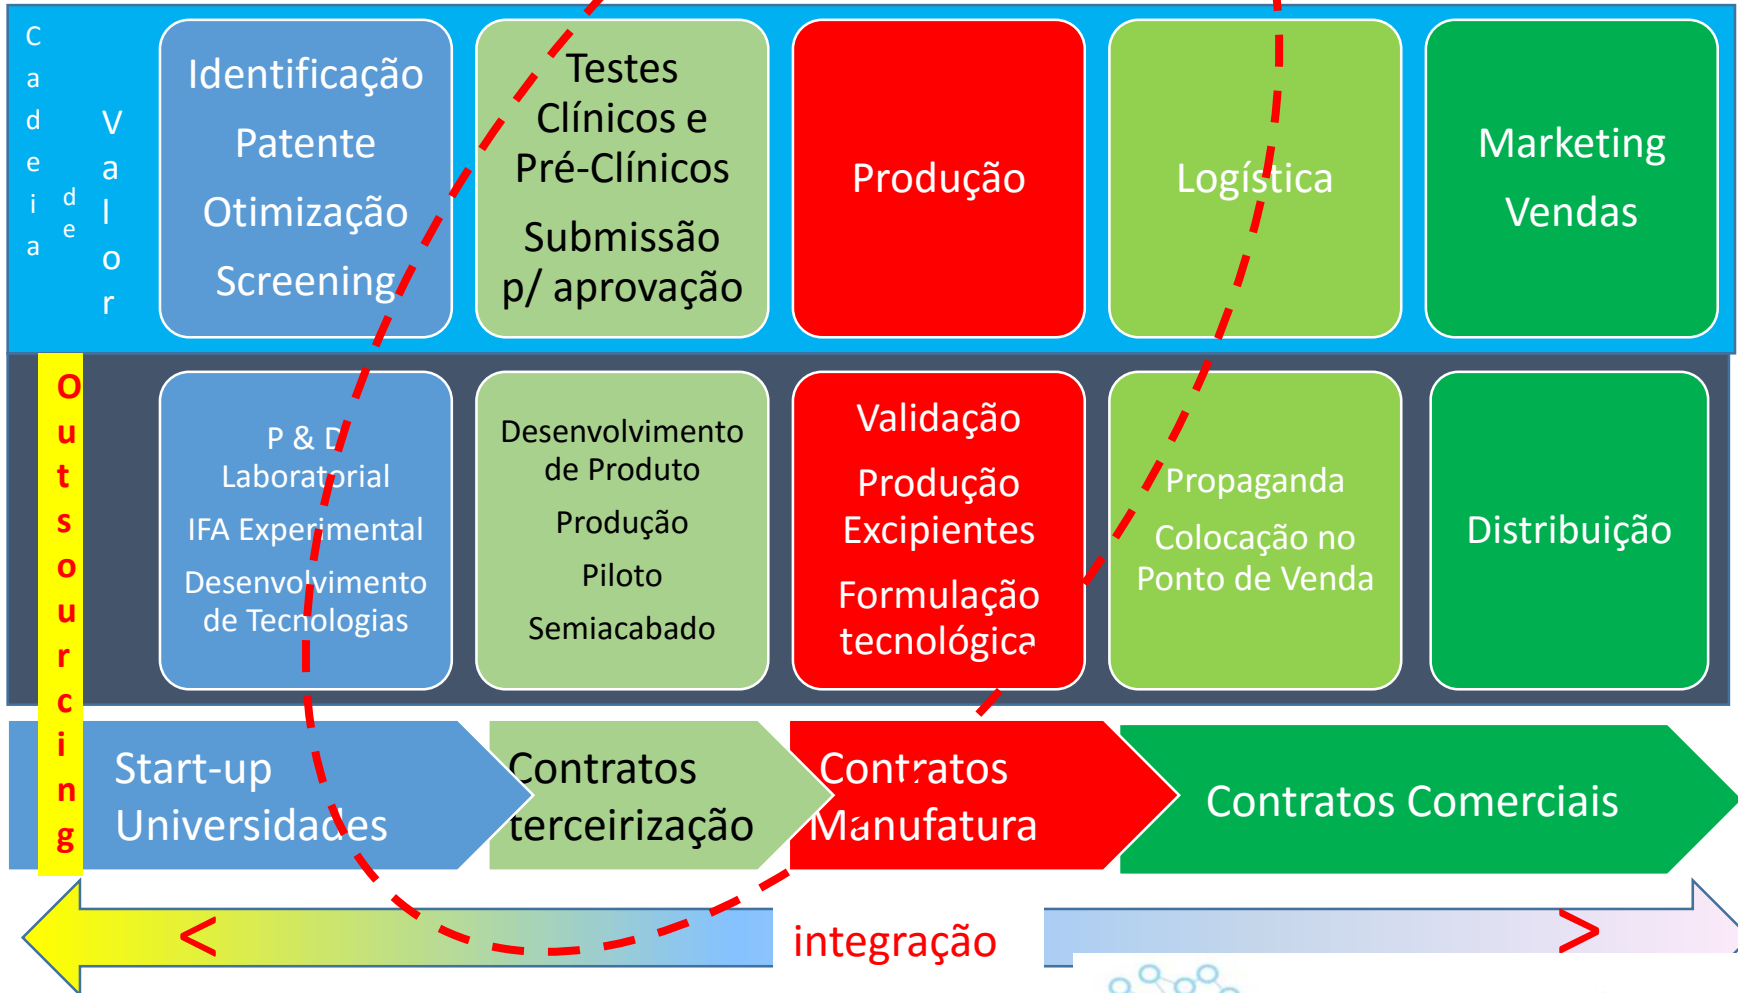 Cadeia
de
Valor
Identificação
Patente
Otimização
Screening
Testes
Clínicos e
Pré-Clínicos
Submissão
p/ aprovação
Produção
Logística
Marketing
Vendas
Outsourcing
P & D
Laboratorial
IFA Experimental
Desenvolvimento
de Tecnologias
Desenvolvimento
de Produto
Produção
Piloto
Semiacabado
Validação
Produção
Excipientes
Formulação
tecnológica
Propaganda
Colocação no
Ponto de Venda
Distribuição
Start-up
Universidades
Contratos
terceirização
Contratos
Manufatura
Contratos Comerciais
< integração >